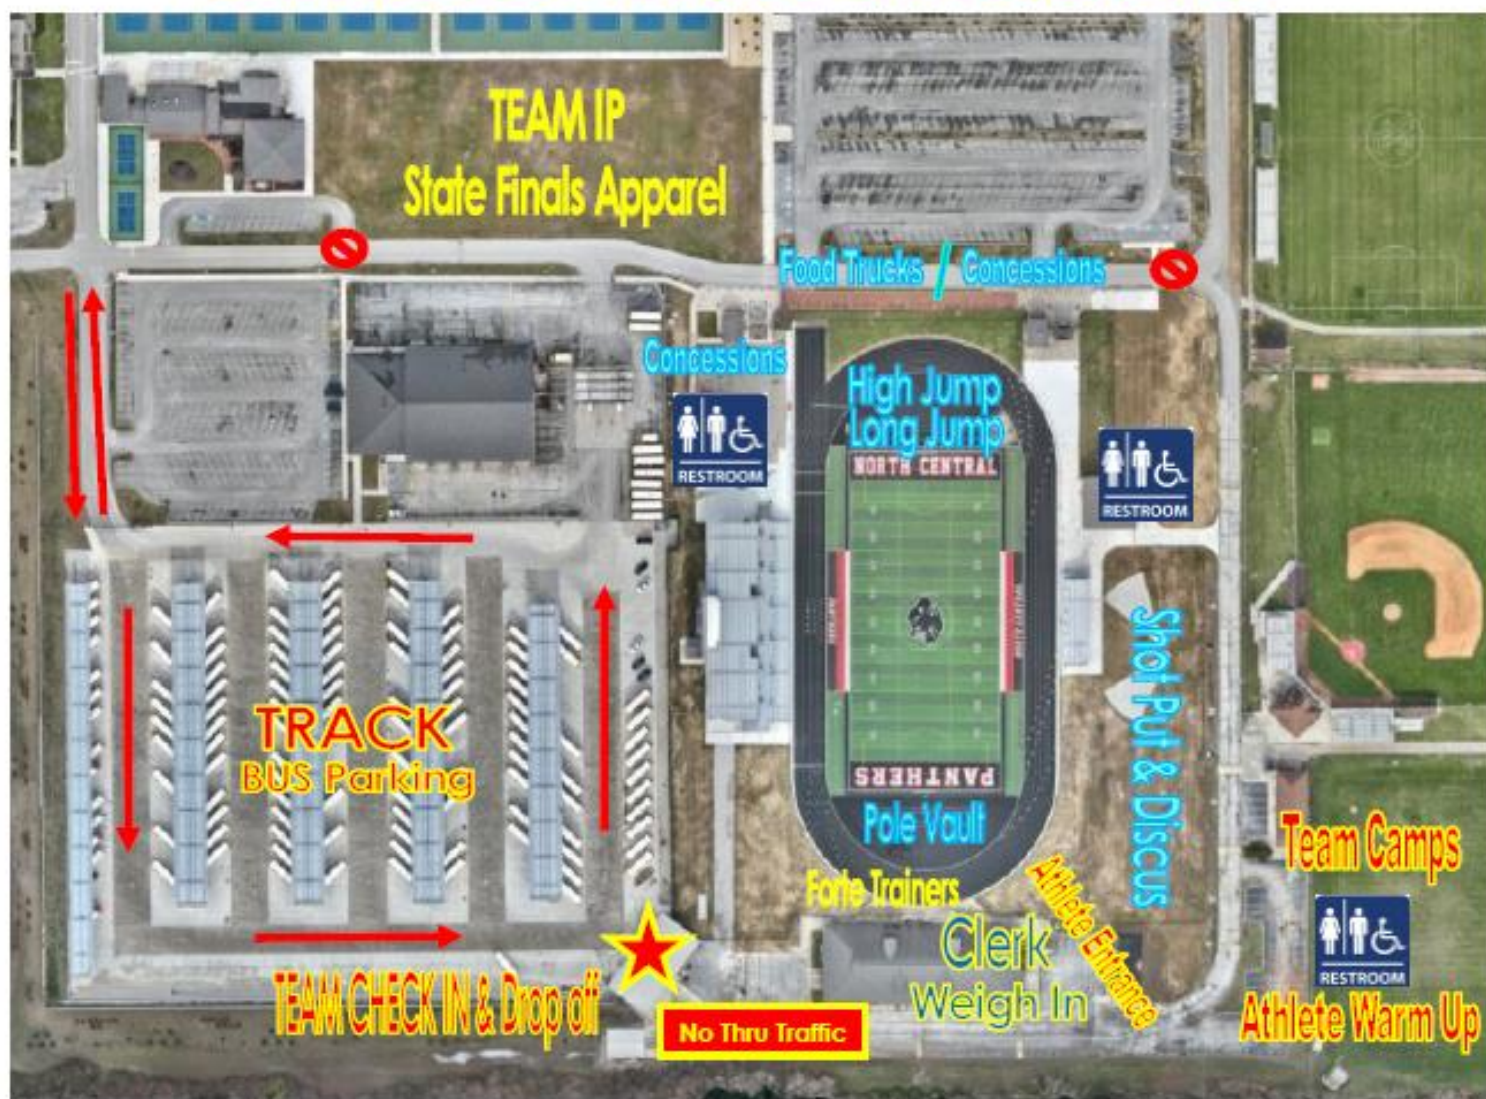 TEAM IP
State Finals Apparel
Food Trucks / Concessions
Concessions
RESTROOM
High Jump
Long Jump
NORTH CENTRAL
RESTROOM
Shot Put & Discus
TRACK
BUS Parking
PANTHERS
Pole Vault
Team Camps
Forte Trainers
Athlete Entrance
Clerk
Weigh In
RESTROOM
TEAM CHECK IN & Drop off
Athlete Warm Up
No Thru Traffic